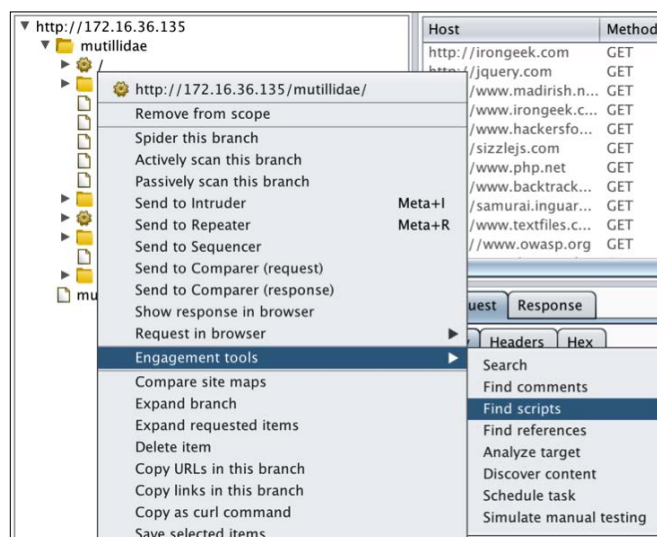 http://172.16.36.135
mutillidae
/
Host Method
http://irongeek.com GET
http://jquery.com GET
/www.madirish.n... GET
/www.irongeek.c... GET
/www.hackersfo... GET
/sizzlejs.com GET
/www.php.net GET
/www.backtrack... GET
/samurai.inguar... GET
/www.textfiles.c... GET
//www.owasp.org GET
mu
http://172.16.36.135/mutillidae/
Remove from scope
Spider this branch
Actively scan this branch
Passively scan this branch
Send to Intruder Meta+I
Send to Repeater Meta+R
Send to Sequencer
Send to Comparer (request)
Send to Comparer (response)
Show response in browser
Request in browser
Engagement tools
Compare site maps
Expand branch
Expand requested items
Delete item
Copy URLs in this branch
Copy links in this branch
Copy as curl command
Save selected items
uest Response
Headers Hex
Search
Find comments
Find scripts
Find references
Analyze target
Discover content
Schedule task
Simulate manual testing